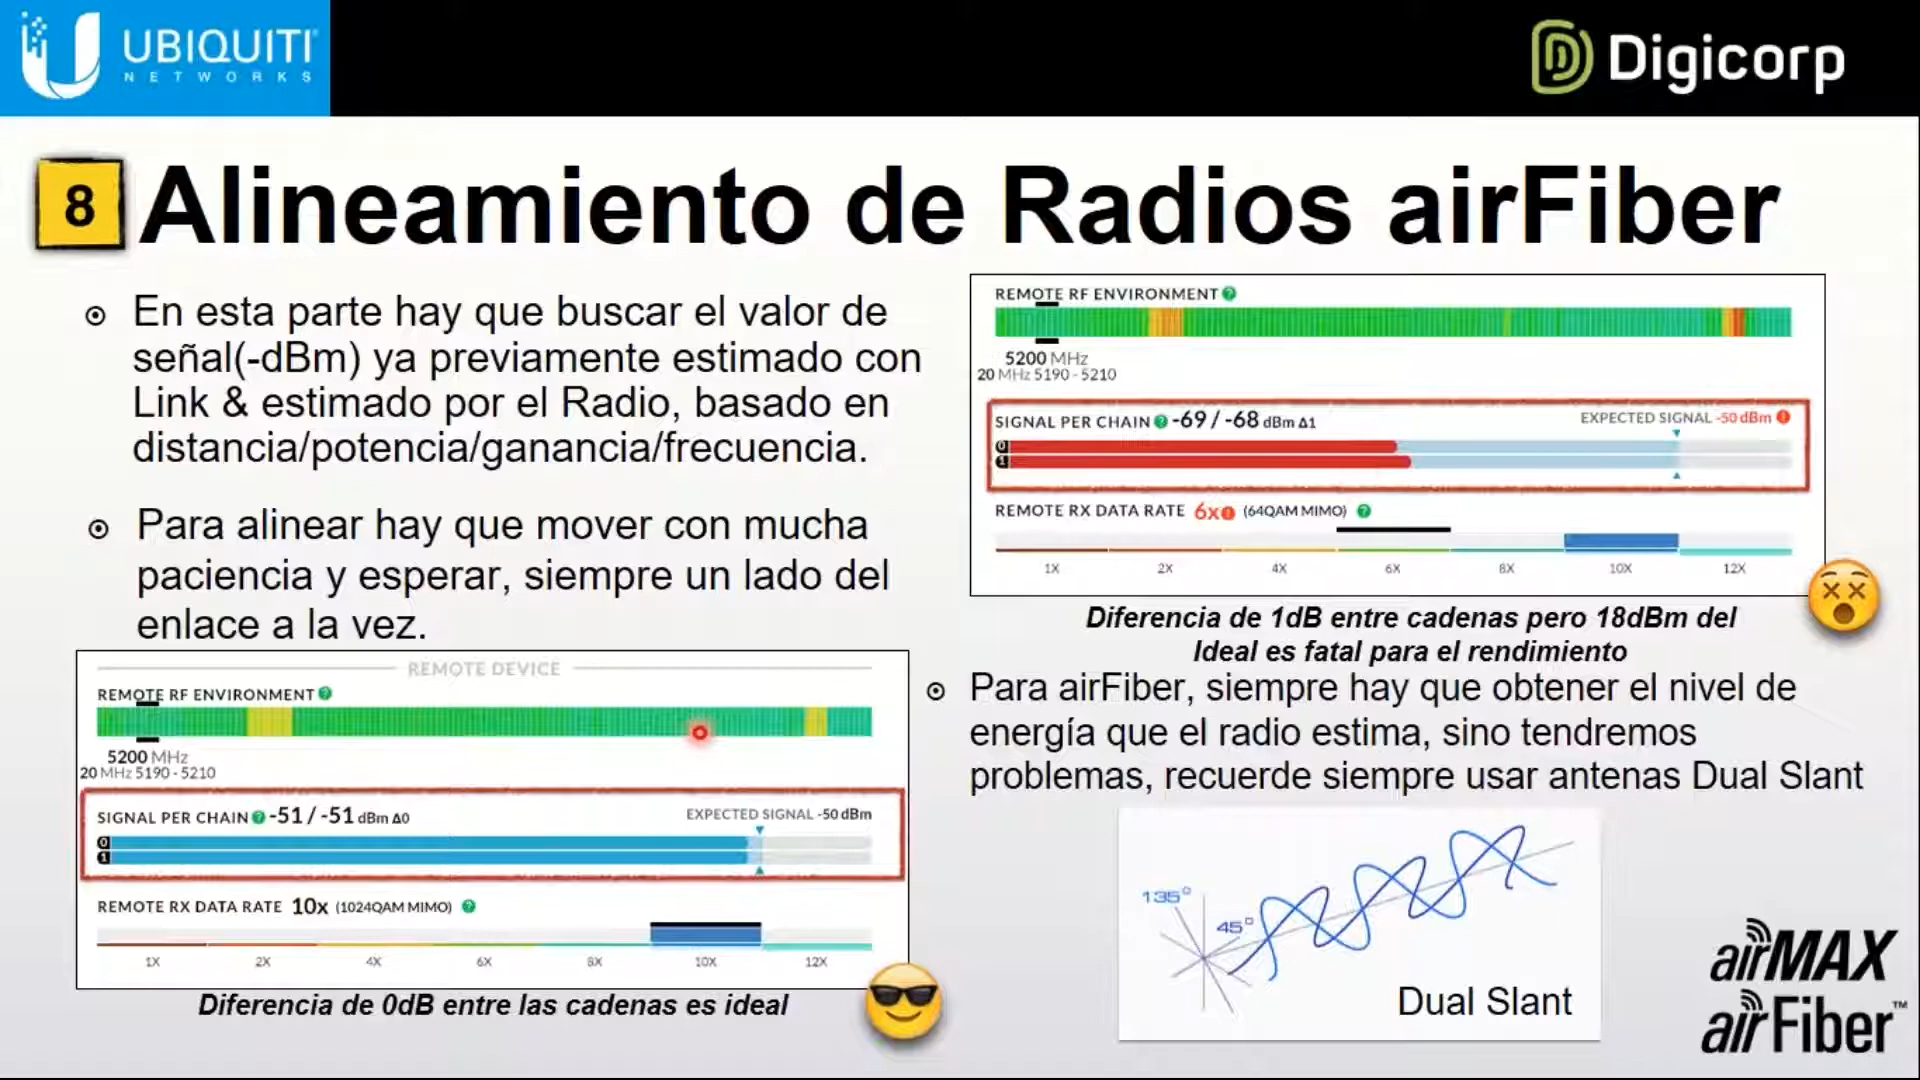 UBIQUITI
NETWORKS
Digicorp
8
Alineamiento de Radios airFiber
En esta parte hay que buscar el valor de
señal(-dBm) ya previamente estimado con
Link & estimado por el Radio, basado en
distancia/potencia/ganancia/frecuencia.
Para alinear hay que mover con mucha
paciencia y esperar, siempre un lado del
enlace a la vez.
REMOTE DEVICE
REMOTE RF ENVIRONMENT ?
5200 MHz
20 MHz 5190 - 5210
SIGNAL PER CHAIN ? -51 / -51 dBm Δ0
EXPECTED SIGNAL -50 dBm
0
1
REMOTE RX DATA RATE 10x (1024QAM MIMO) ?
1X 2X 4X 6X 8X 10X 12X
Diferencia de 0dB entre las cadenas es ideal
REMOTE RF ENVIRONMENT ?
5200 MHz
20 MHz 5190 - 5210
SIGNAL PER CHAIN ? -69 / -68 dBm Δ1
EXPECTED SIGNAL -50 dBm !
0
1
REMOTE RX DATA RATE 6x ! (64QAM MIMO) ?
1X 2X 4X 6X 8X 10X 12X
Diferencia de 1dB entre cadenas pero 18dBm del
Ideal es fatal para el rendimiento
Para airFiber, siempre hay que obtener el nivel de
energía que el radio estima, sino tendremos
problemas, recuerde siempre usar antenas Dual Slant
135°
45°
Dual Slant
airMAX
airFiber™